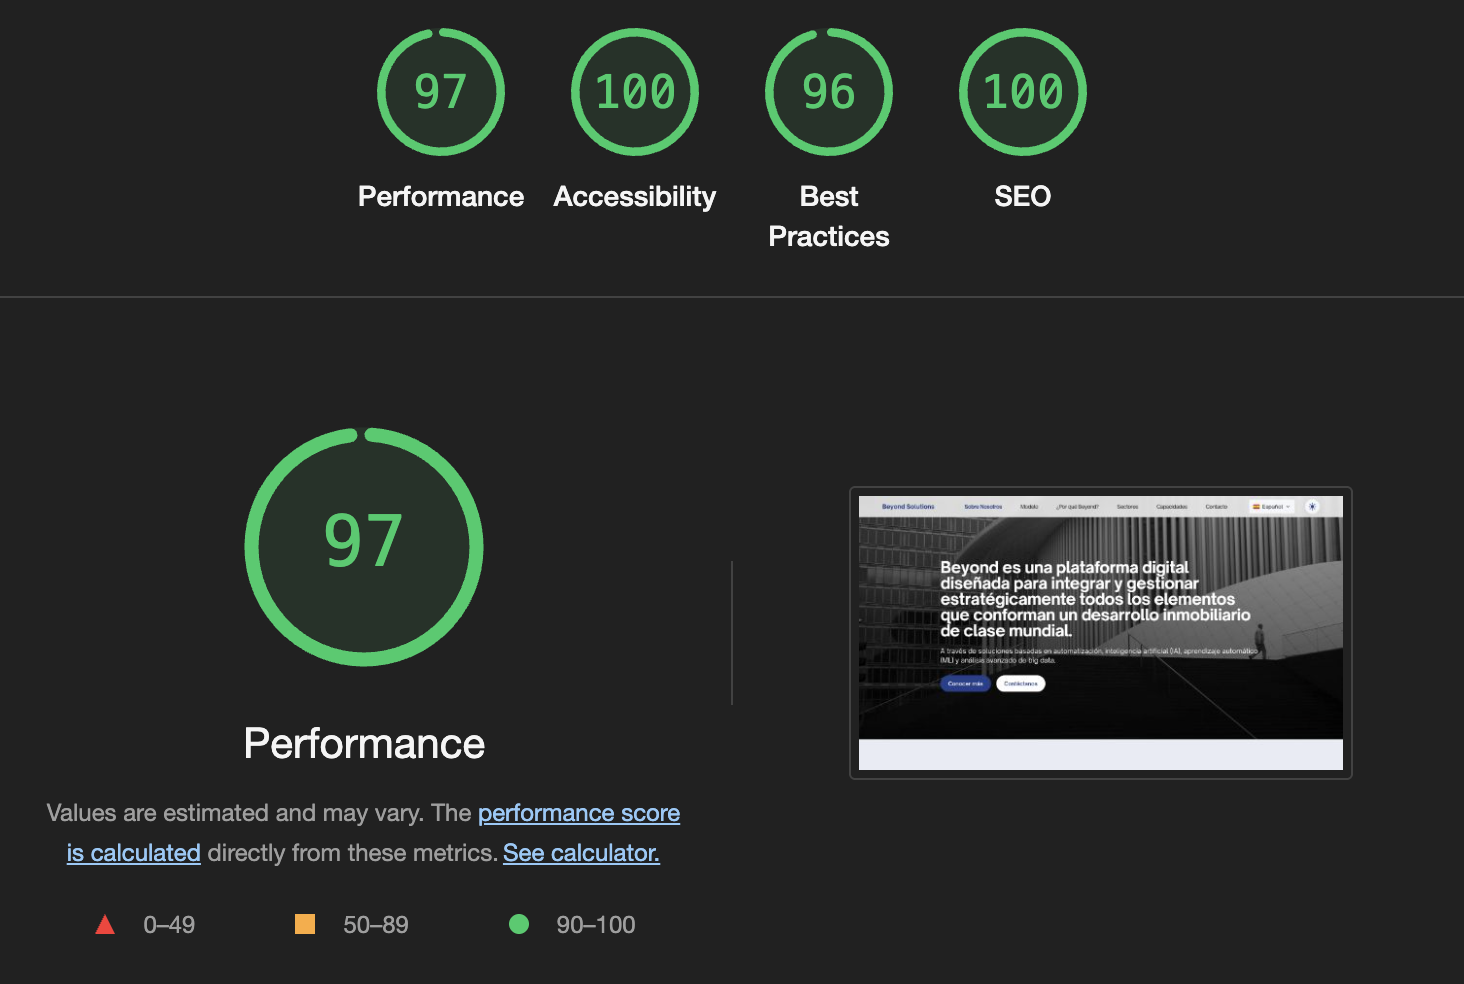 97
100
96
100
Performance
Accessibility
Best
Practices
SEO
97
Performance
Values are estimated and may vary. The performance score
is calculated directly from these metrics. See calculator.
0–49
50–89
90–100
Beyond Solutions
Sobre Nosotros
Modelo
¿Por qué Beyond?
Sectores
Capacidades
Contacto
Español
Beyond es una plataforma digital
diseñada para integrar y gestionar
estratégicamente todos los elementos
que conforman un desarrollo inmobiliario
de clase mundial.
A través de soluciones basadas en automatización, inteligencia artificial (IA), aprendizaje automático
(ML) y análisis avanzado de big data.
Conocer más
Contáctanos